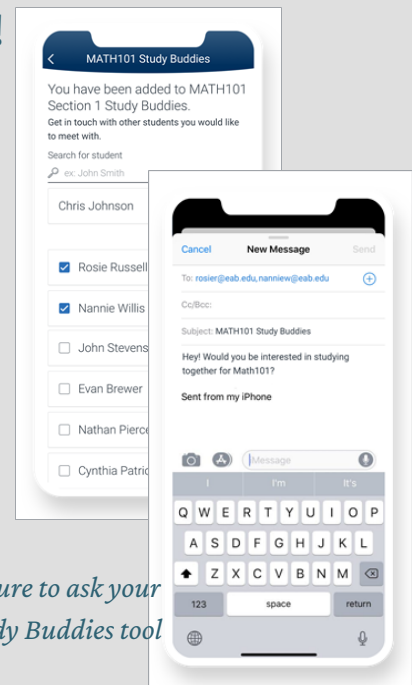 !
MATH101 Study Buddies
You have been added to MATH101
Section 1 Study Buddies.
Get in touch with other students you would like
to meet with.
Search for student
ex: John Smith
Chris Johnson
Rosie Russell
Nannie Willis
John Stevens
Evan Brewer
Nathan Pierce
Cynthia Patric
Cancel New Message Send
To: rosier@eab.edu, nanniew@eab.edu
Cc/Bcc:
Subject: MATH101 Study Buddies
Hey! Would you be interested in studying
together for Math101?
Sent from my iPhone
Message
I I'm It's
Q W E R T Y U I O P
A S D F G H J K L
Z X C V B N M
123 space return
ure to ask your
dy Buddies tool